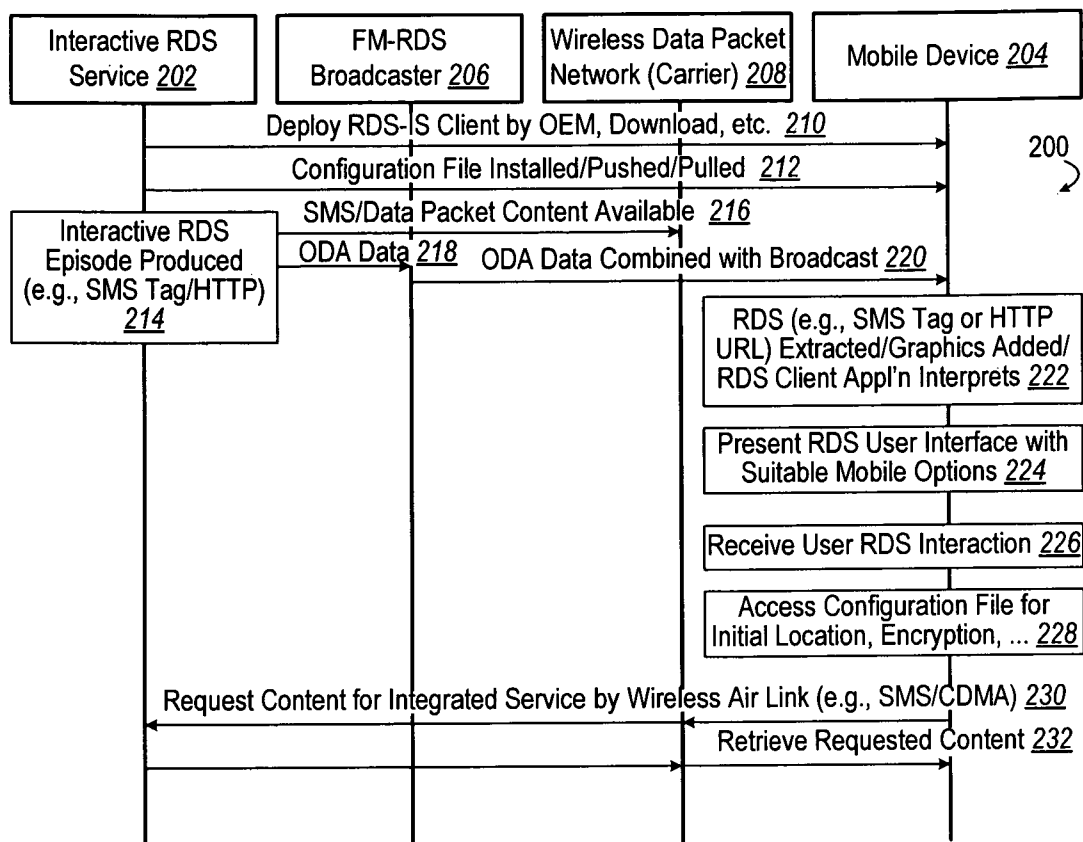 Interactive RDS
Service 202
FM-RDS
Broadcaster 206
Wireless Data Packet
Network (Carrier) 208
Mobile Device 204
Deploy RDS-IS Client by OEM, Download, etc. 210
200
Configuration File Installed/Pushed/Pulled 212
SMS/Data Packet Content Available 216
Interactive RDS
Episode Produced
(e.g., SMS Tag/HTTP)
214
ODA Data 218
ODA Data Combined with Broadcast 220
RDS (e.g., SMS Tag or HTTP
URL) Extracted/Graphics Added/
RDS Client Appl'n Interprets 222
Present RDS User Interface with
Suitable Mobile Options 224
Receive User RDS Interaction 226
Access Configuration File for
Initial Location, Encryption, ... 228
Request Content for Integrated Service by Wireless Air Link (e.g., SMS/CDMA) 230
Retrieve Requested Content 232